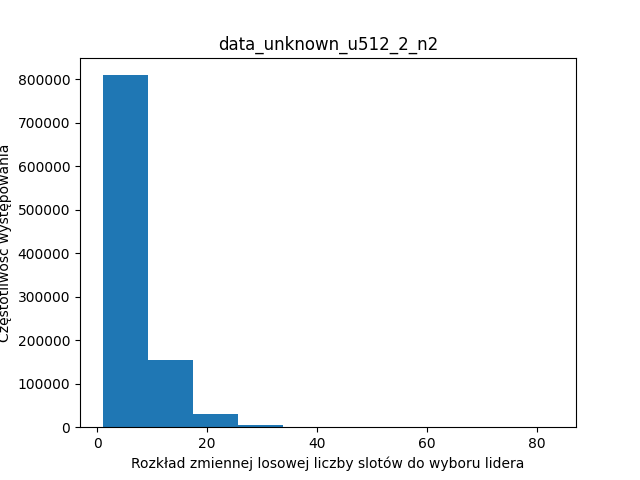 data_unknown_u512_2_n2
800000
700000
600000
500000
400000
300000
200000
100000
0
Częstotliwość występowania
0 20 40 60 80
Rozkład zmiennej losowej liczby slotów do wyboru lidera